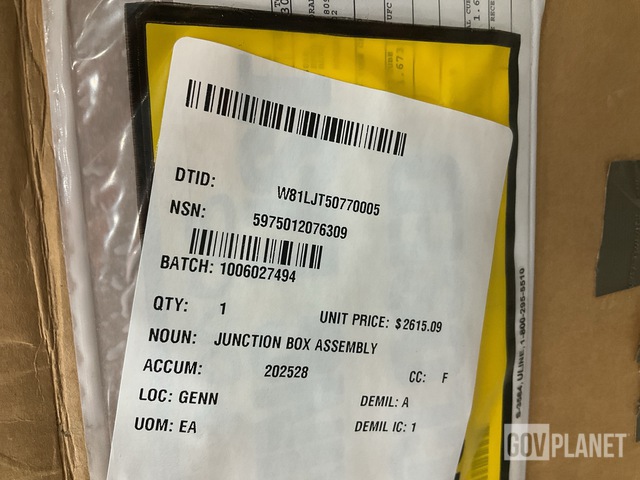 UFC
DTID: W81LJT50770005
NSN: 5975012076309
BATCH: 1006027494
QTY: 1 UNIT PRICE: $2615.09
NOUN: JUNCTION BOX ASSEMBLY
ACCUM: 202528 CC: F
LOC: GENN DEMIL: A
UOM: EA DEMIL IC: 1
ULINE, 1-800-295-5510
GOVPLANET